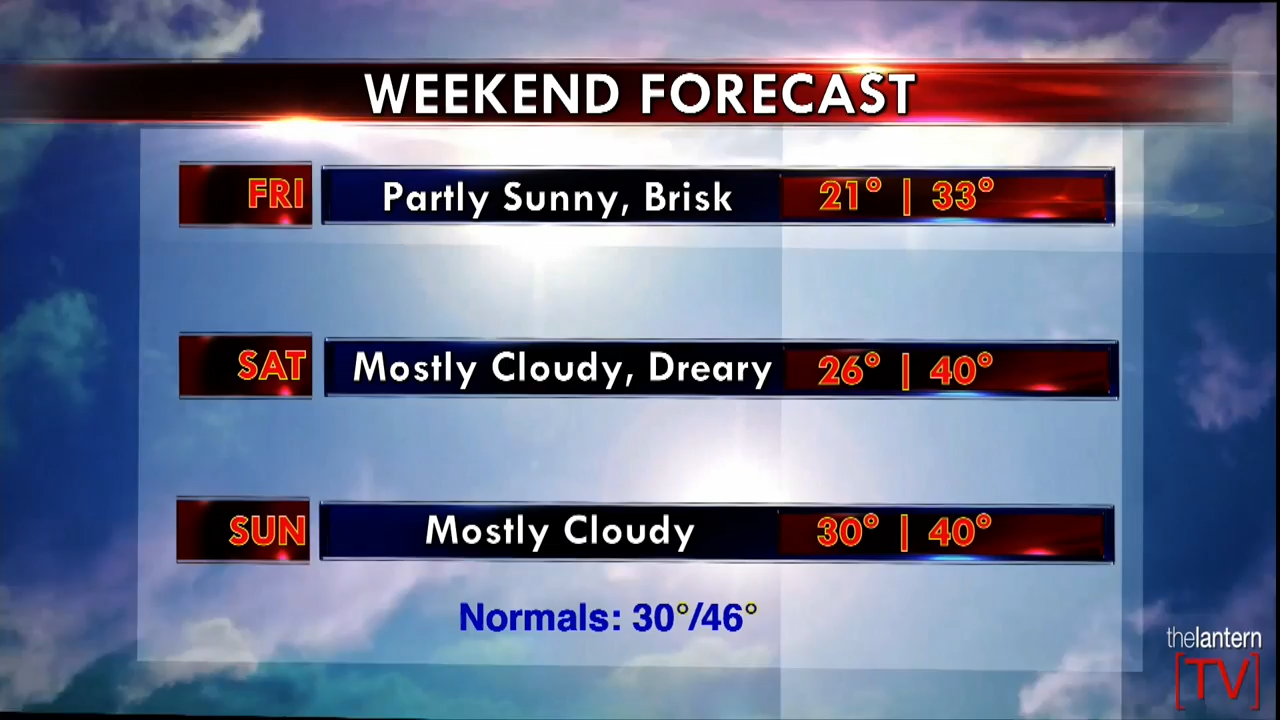 WEEKEND FORECAST
FRI Partly Sunny, Brisk 21° | 33°
SAT Mostly Cloudy, Dreary 26° | 40°
SUN Mostly Cloudy 30° | 40°
Normals: 30°/46°
thelantern
[TV]